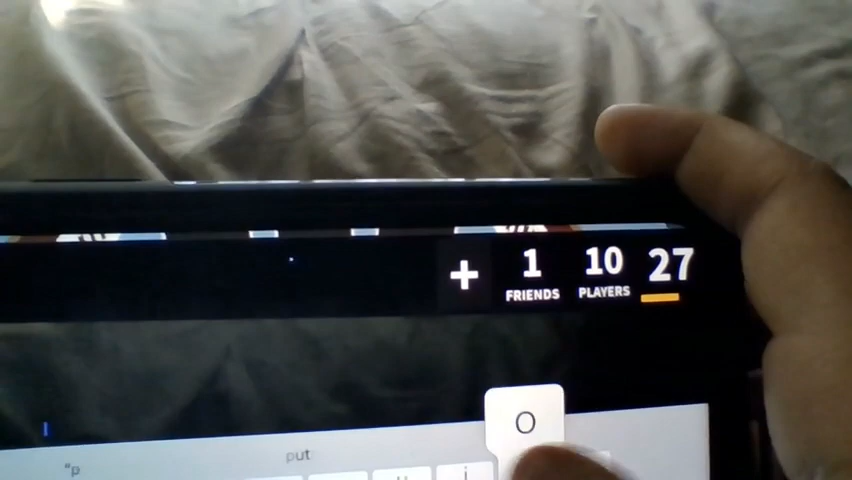 + 1 10 27
FRIENDS PLAYERS
O
"p put
u i